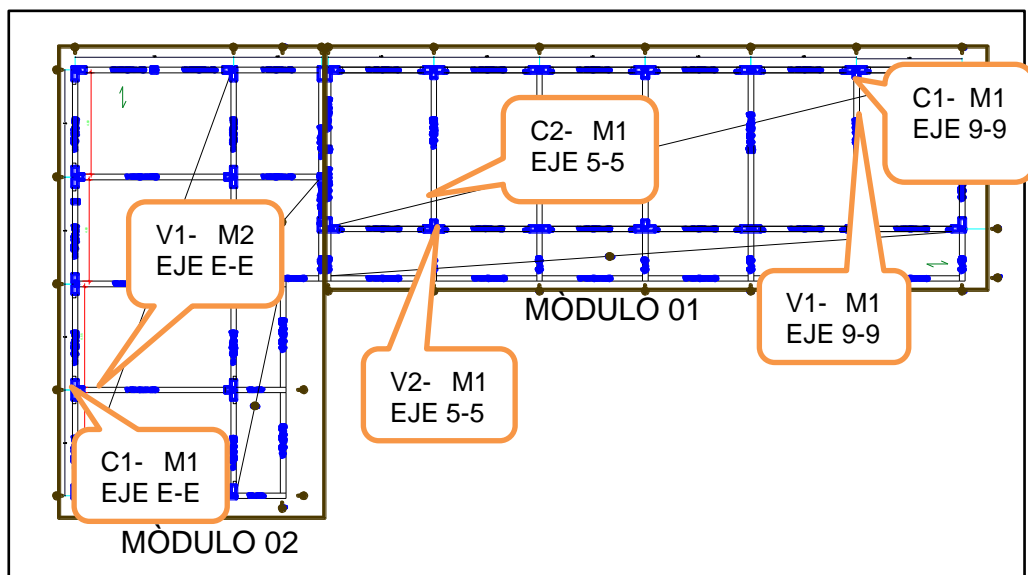 C1- M1
EJE 9-9
C2- M1
EJE 5-5
V1- M2
EJE E-E
V1- M1
EJE 9-9
MÒDULO 01
V2- M1
EJE 5-5
C1- M1
EJE E-E
MÒDULO 02